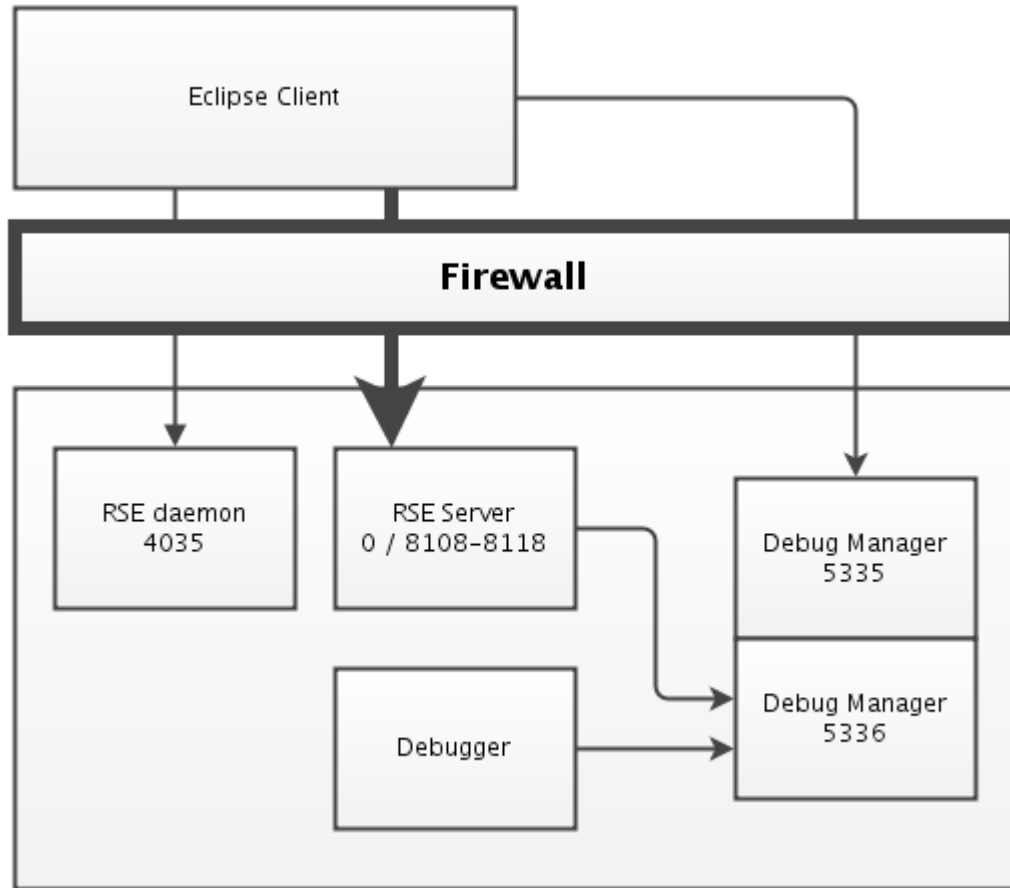 Eclipse Client
Firewall
RSE daemon
4035
RSE Server
0 / 8108-8118
Debug Manager
5335
Debugger
Debug Manager
5336